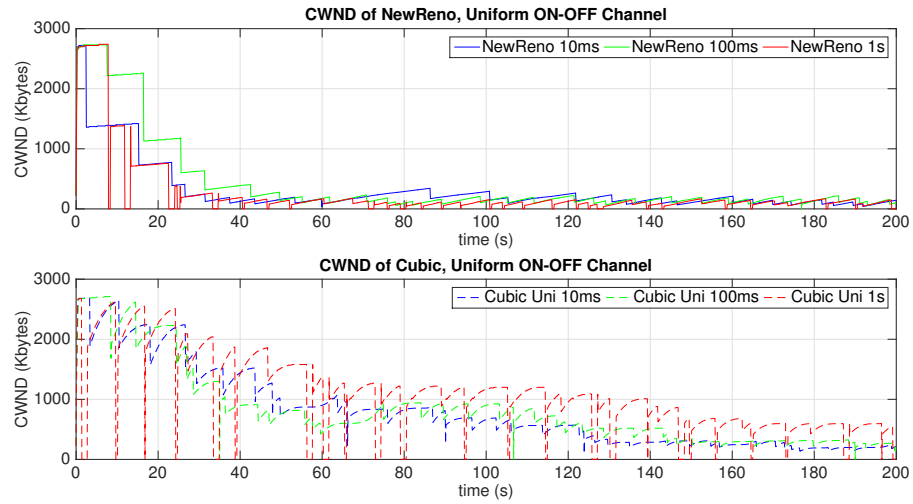 CWND of NewReno, Uniform ON-OFF Channel
3000
2000
1000
0
CWND (Kbytes)
NewReno 10ms NewReno 100ms NewReno 1s
0 20 40 60 80 100 120 140 160 180 200
time (s)
CWND of Cubic, Uniform ON-OFF Channel
3000
2000
1000
0
CWND (Kbytes)
Cubic Uni 10ms Cubic Uni 100ms Cubic Uni 1s
0 20 40 60 80 100 120 140 160 180 200
time (s)